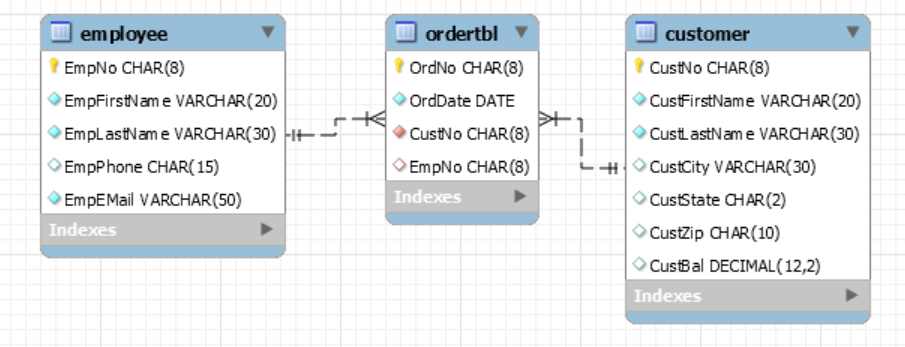 employee
EmpNo CHAR(8)
EmpFirstName VARCHAR(20)
EmpLastName VARCHAR(30)
EmpPhone CHAR(15)
EmpEMail VARCHAR(50)
Indexes
ordertbl
OrdNo CHAR(8)
OrdDate DATE
CustNo CHAR(8)
EmpNo CHAR(8)
Indexes
customer
CustNo CHAR(8)
CustFirstName VARCHAR(20)
CustLastName VARCHAR(30)
CustCity VARCHAR(30)
CustState CHAR(2)
CustZip CHAR(10)
CustBal DECIMAL(12,2)
Indexes